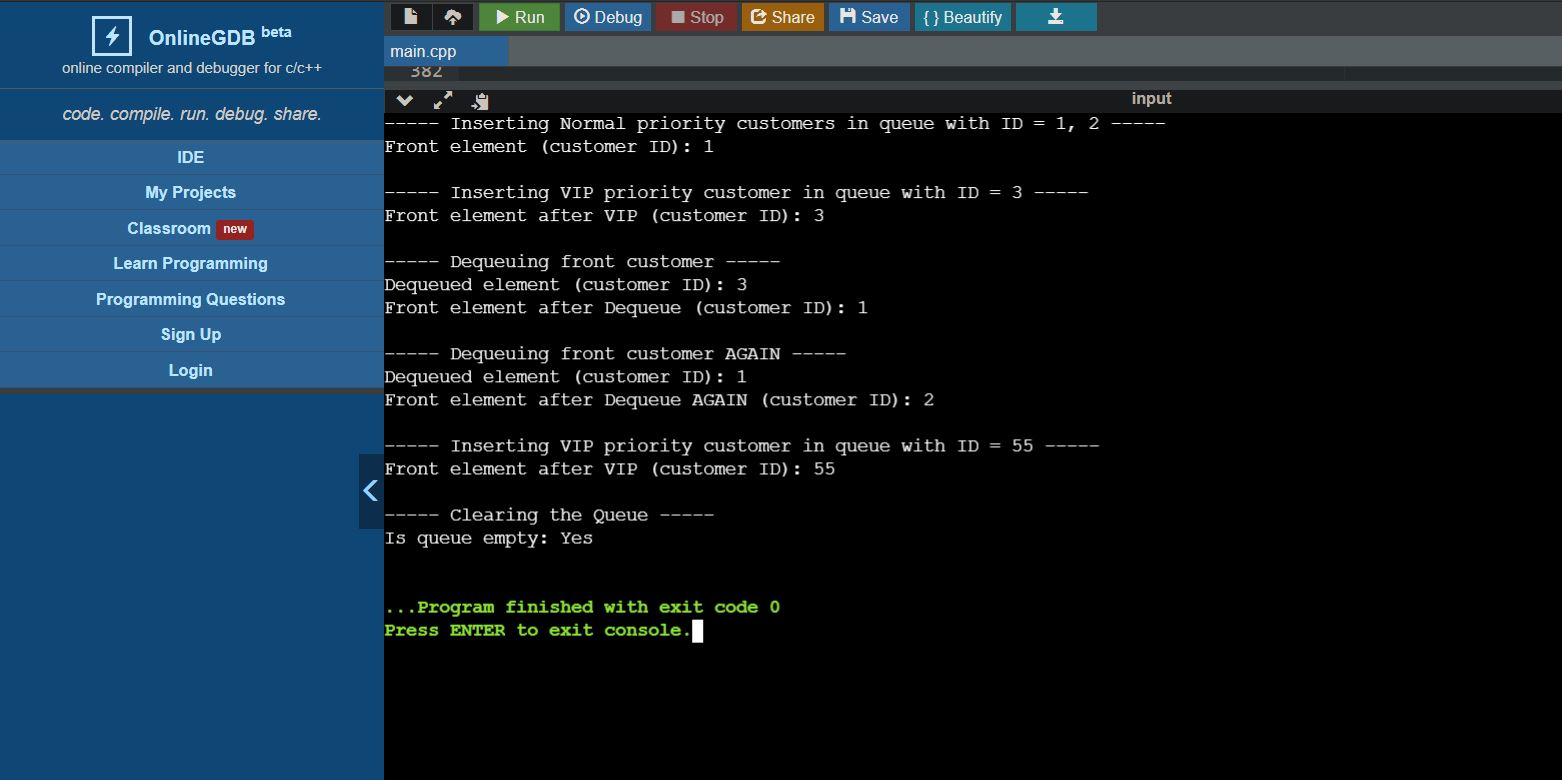 OnlineGDB beta
online compiler and debugger for c/c++
code. compile. run. debug. share.
IDE
My Projects
Classroom new
Learn Programming
Programming Questions
Sign Up
Login
Run Debug Stop Share Save { } Beautify
main.cpp
382
input
----- Inserting Normal priority customers in queue with ID = 1, 2 -----
Front element (customer ID): 1
----- Inserting VIP priority customer in queue with ID = 3 -----
Front element after VIP (customer ID): 3
----- Dequeuing front customer -----
Dequeued element (customer ID): 3
Front element after Dequeue (customer ID): 1
----- Dequeuing front customer AGAIN -----
Dequeued element (customer ID): 1
Front element after Dequeue AGAIN (customer ID): 2
----- Inserting VIP priority customer in queue with ID = 55 -----
Front element after VIP (customer ID): 55
----- Clearing the Queue -----
Is queue empty: Yes
...Program finished with exit code 0
Press ENTER to exit console.